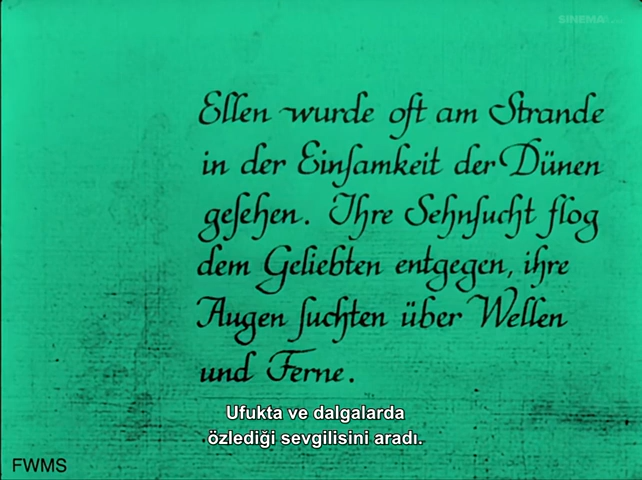 SINEMA
Ellen wurde oft am Strande
in der Einſamkeit der Dünen
geſehen. Ihre Sehnſucht flog
dem Geliebten entgegen, ihre
Augen ſuchten über Wellen
und Ferne.
Ufukta ve dalgalarda
özlediği sevgilisini aradı.
FWMS